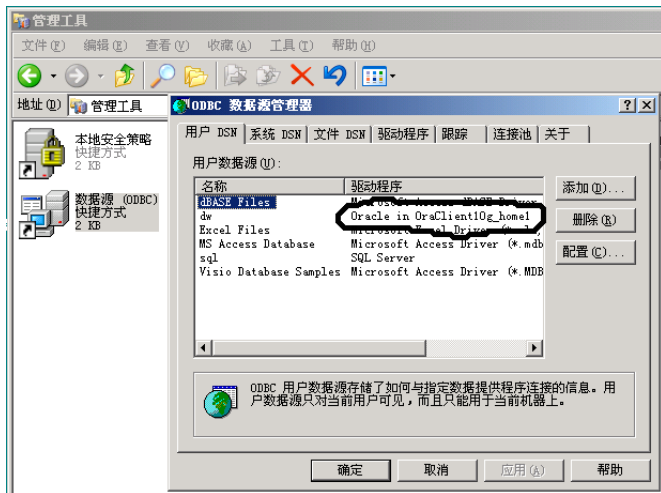 管理工具
文件(F) 编辑(E) 查看(V) 收藏(A) 工具(T) 帮助(H)
地址(D) 管理工具
本地安全策略
快捷方式
2 KB
数据源 (ODBC)
快捷方式
2 KB
ODBC 数据源管理器
用户 DSN 系统 DSN 文件 DSN 驱动程序 跟踪 连接池 关于
用户数据源(U):
名称 驱动程序
dBASE Files Microsoft Access dBASE Driver
dw Oracle in OraClient10g_home1
Excel Files Microsoft Excel Driver
MS Access Database Microsoft Access Driver (*.mdb
sql SQL Server
Visio Database Samples Microsoft Access Driver (*.MDB
添加(D)...
删除(R)
配置(C)...
ODBC 用户数据源存储了如何与指定数据提供程序连接的信息。用
户数据源只对当前用户可见，而且只能用于当前机器上。
确定 取消 应用(A) 帮助